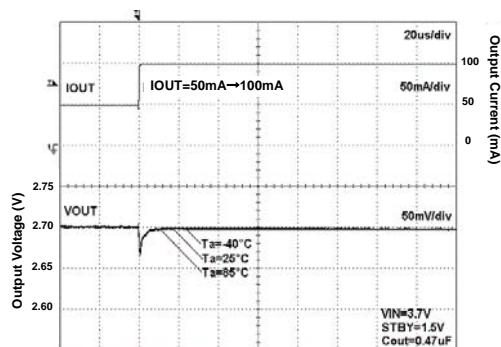 20us/div
IOUT
IOUT=50mA→100mA
50mA/div
100
50
0
Output Current (mA)
2.75
2.70
2.65
2.60
Output Voltage (V)
VOUT
50mV/div
Ta=-40°C
Ta=25°C
Ta=85°C
VIN=3.7V
STBY=1.5V
Cout=0.47uF